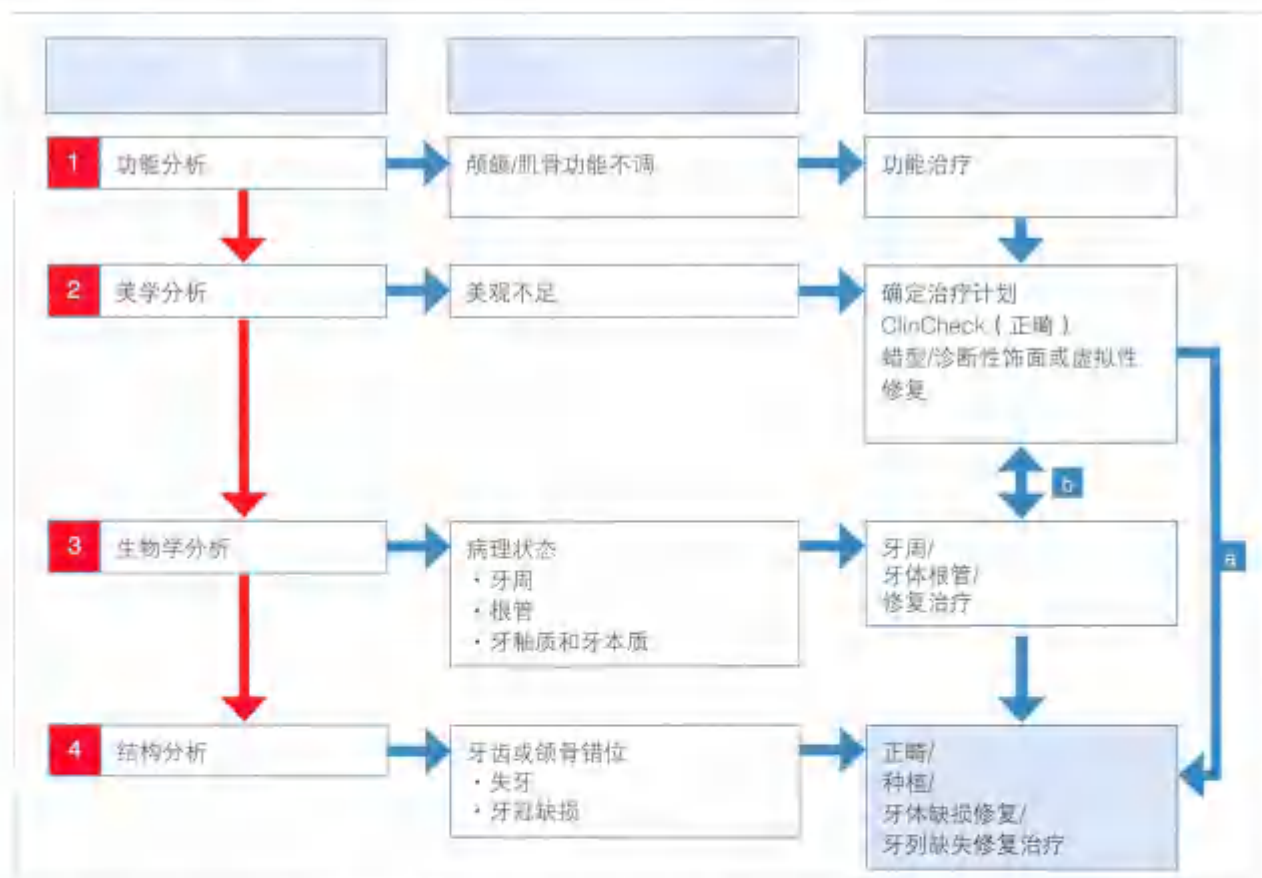 1 功能分析
颅颌/肌骨功能不调
功能治疗
2 美学分析
美观不足
确定治疗计划
ClinCheck（正畸）
蜡型/诊断性饰面或虚拟性
修复
b
a
3 生物学分析
病理状态
·牙周
·根管
·牙釉质和牙本质
牙周/
牙体根管/
修复治疗
4 结构分析
牙齿或颌骨错位
·失牙
·牙冠缺损
正畸/
种植/
牙体缺损修复/
牙列缺失修复治疗